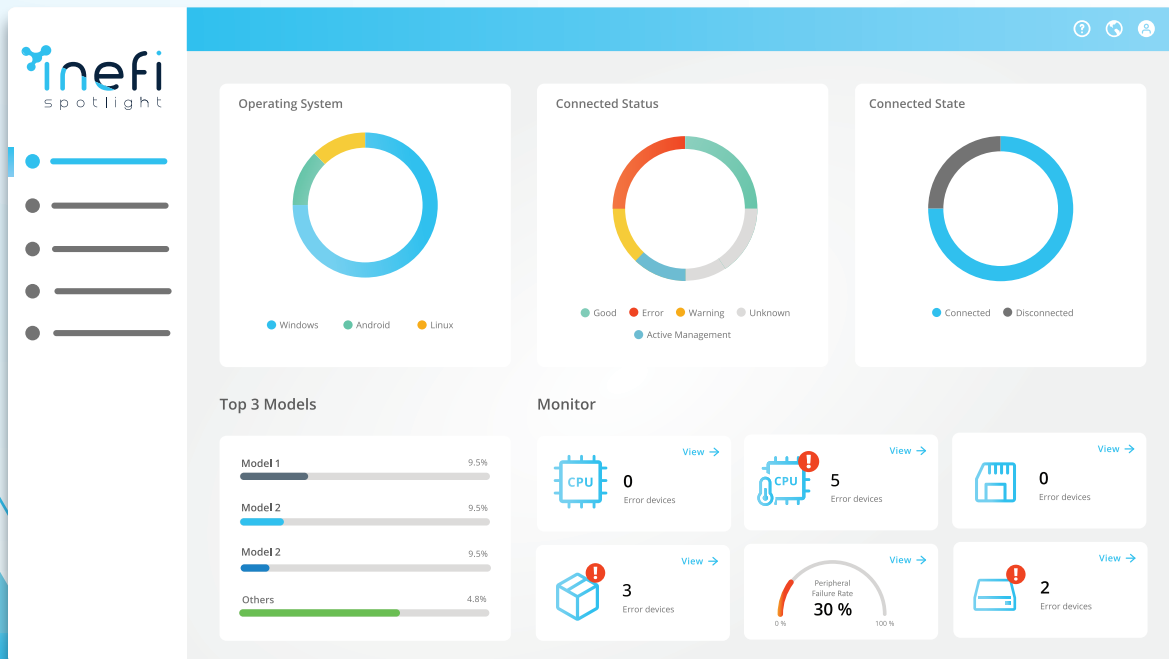 inefi
spotlight
Operating System
Windows Android Linux
Connected Status
Good Error Warning Unknown
Active Management
Connected State
Connected Disconnected
Top 3 Models
Model 1 9.5%
Model 2 9.5%
Model 2 9.5%
Others 4.8%
Monitor
View →
CPU
0
Error devices
View →
CPU
5
Error devices
View →
0
Error devices
View →
3
Error devices
View →
Peripheral
Failure Rate
30 %
0 % 100 %
View →
2
Error devices